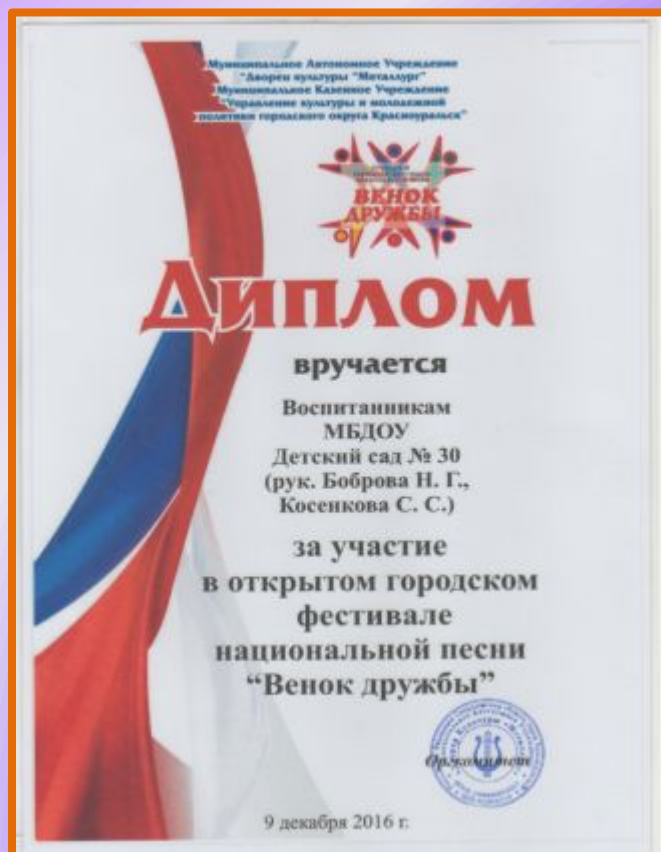 Муниципальное Автономное Учреждение
"Дворец культуры "Металлург"
Муниципальное Казенное Учреждение
"Управление культуры и молодежной
политики городского округа Красноуральск"
ВЕНОК
ДРУЖБЫ
Диплом
вручается
Воспитанникам
МБДОУ
Детский сад № 30
(рук. Боброва Н. Г.,
Косенкова С. С.)
за участие
в открытом городском
фестивале
национальной песни
“Венок дружбы”
Оргкомитет
9 декабря 2016 г.